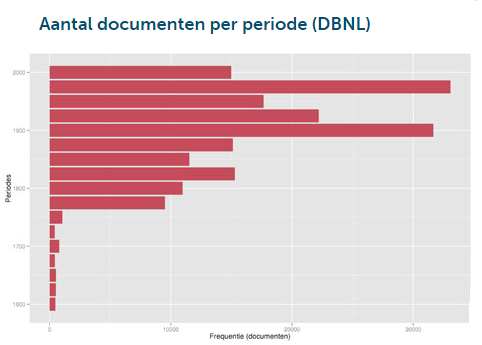 Aantal documenten per periode (DBNL)
2000
1900
1800
1700
1600
Periodes
0 10000 20000 30000
Frequentie (documenten)